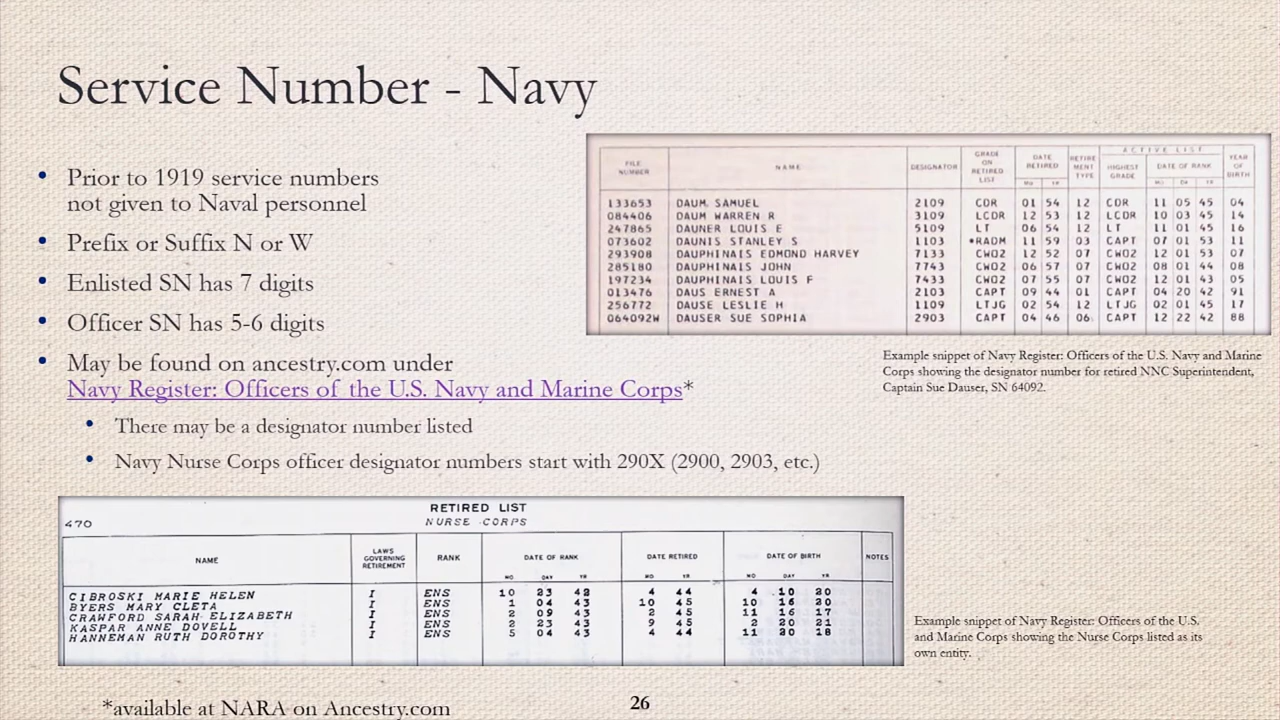 Service Number - Navy
• Prior to 1919 service numbers
not given to Naval personnel
• Prefix or Suffix N or W
• Enlisted SN has 7 digits
• Officer SN has 5-6 digits
• May be found on ancestry.com under
Navy Register: Officers of the U.S. Navy and Marine Corps*
• There may be a designator number listed
• Navy Nurse Corps officer designator numbers start with 290X (2900, 2903, etc.)
ACTIVE LIST
FILE NUMBER NAME DESIGNATOR GRADE ON RETIRED LIST DATE RETIRED RETIRE MENT TYPE HIGHEST GRADE DATE OF RANK YEAR OF BIRTH
MO YR MO DA YR
133653 DAUM SAMUEL 2109 CDR 01 54 12 CDR 11 05 45 04
084406 DAUM WARREN R 3109 LCDR 12 53 12 LCDR 10 03 45 14
247865 DAUNER LOUIS E 5109 LT 06 54 12 LT 11 01 45 16
073602 DAUNIS STANLEY S 1103 *RADM 11 59 03 CAPT 07 01 53 11
293908 DAUPHINAIS EDMOND HARVEY 7133 CWO2 12 52 07 CWO2 12 01 53 07
285180 DAUPHINAIS JOHN 7743 CWO2 06 57 07 CWO2 08 01 44 08
197234 DAUPHINAIS LOUIS F 7433 CWO2 07 55 07 CWO2 12 01 43 05
013476 DAUS ERNEST A 2103 CAPT 09 44 01 CAPT 04 20 42 91
256772 DAUSE LESLIE H 1109 LTJG 02 54 12 LTJG 02 01 45 17
064092W DAUSER SUE SOPHIA 2903 CAPT 04 46 06 CAPT 12 22 42 88
Example snippet of Navy Register: Officers of the U.S. Navy and Marine
Corps showing the designator number for retired NNC Superintendent,
Captain Sue Dauser, SN 64092.
RETIRED LIST
470 NURSE CORPS
NAME LAWS GOVERNING RETIREMENT RANK DATE OF RANK DATE RETIRED DATE OF BIRTH NOTES
MO DAY YR MO YR MO DAY YR
CIBROSKI MARIE HELEN I ENS 10 23 42 4 44 4 10 20
BYERS MARY CLETA I ENS 1 04 43 10 45 10 16 20
CRAWFORD SARAH ELIZABETH I ENS 2 09 43 2 45 11 16 17
KASPAR ANNE DOVELL I ENS 2 23 43 9 45 2 20 21
HANNEMAN RUTH DOROTHY I ENS 5 04 43 4 44 11 30 18
Example snippet of Navy Register: Officers of the U.S.
and Marine Corps showing the Nurse Corps listed as its
own entity.
*available at NARA on Ancestry.com
26